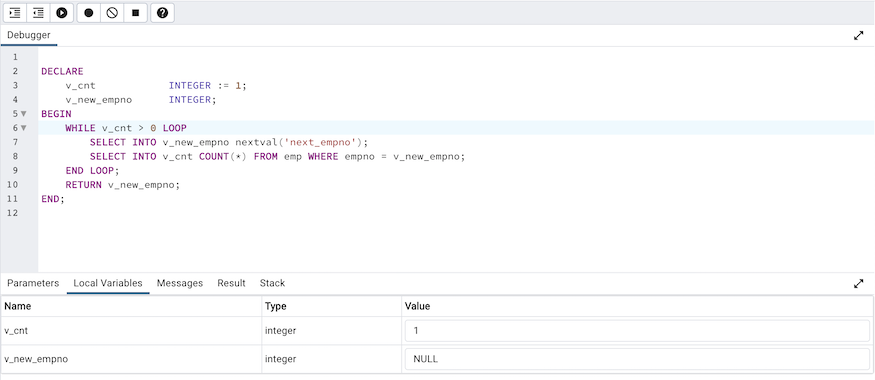 Debugger
1
2 DECLARE
3     v_cnt            INTEGER := 1;
4     v_new_empno      INTEGER;
5 BEGIN
6     WHILE v_cnt > 0 LOOP
7         SELECT INTO v_new_empno nextval('next_empno');
8         SELECT INTO v_cnt COUNT(*) FROM emp WHERE empno = v_new_empno;
9     END LOOP;
10     RETURN v_new_empno;
11 END;
12
Parameters Local Variables Messages Result Stack
Name Type Value
v_cnt integer 1
v_new_empno integer NULL